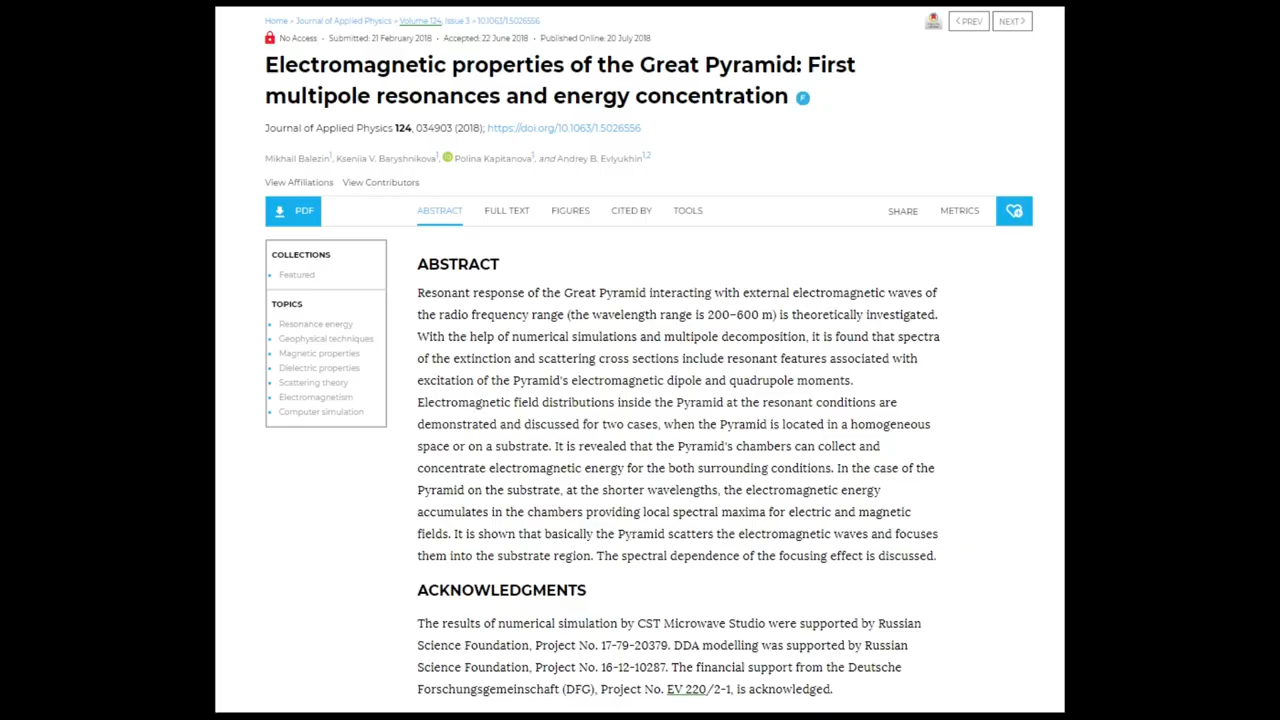 Home > Journal of Applied Physics > Volume 124, Issue 3 > 10.1063/1.5026556
< PREV NEXT >
No Access • Submitted: 21 February 2018 • Accepted: 22 June 2018 • Published Online: 20 July 2018
Electromagnetic properties of the Great Pyramid: First
multipole resonances and energy concentration F
Journal of Applied Physics 124, 034903 (2018); https://doi.org/10.1063/1.5026556
Mikhail Balezin1, Kseniia V. Baryshnikova1, Polina Kapitanova1, and Andrey B. Evlyukhin1,2
View Affiliations View Contributors
PDF ABSTRACT FULL TEXT FIGURES CITED BY TOOLS SHARE METRICS
COLLECTIONS
• Featured
TOPICS
• Resonance energy
• Geophysical techniques
• Magnetic properties
• Dielectric properties
• Scattering theory
• Electromagnetism
• Computer simulation
ABSTRACT
Resonant response of the Great Pyramid interacting with external electromagnetic waves of
the radio frequency range (the wavelength range is 200–600 m) is theoretically investigated.
With the help of numerical simulations and multipole decomposition, it is found that spectra
of the extinction and scattering cross sections include resonant features associated with
excitation of the Pyramid's electromagnetic dipole and quadrupole moments.
Electromagnetic field distributions inside the Pyramid at the resonant conditions are
demonstrated and discussed for two cases, when the Pyramid is located in a homogeneous
space or on a substrate. It is revealed that the Pyramid's chambers can collect and
concentrate electromagnetic energy for the both surrounding conditions. In the case of the
Pyramid on the substrate, at the shorter wavelengths, the electromagnetic energy
accumulates in the chambers providing local spectral maxima for electric and magnetic
fields. It is shown that basically the Pyramid scatters the electromagnetic waves and focuses
them into the substrate region. The spectral dependence of the focusing effect is discussed.
ACKNOWLEDGMENTS
The results of numerical simulation by CST Microwave Studio were supported by Russian
Science Foundation, Project No. 17-79-20379. DDA modelling was supported by Russian
Science Foundation, Project No. 16-12-10287. The financial support from the Deutsche
Forschungsgemeinschaft (DFG), Project No. EV 220/2-1, is acknowledged.